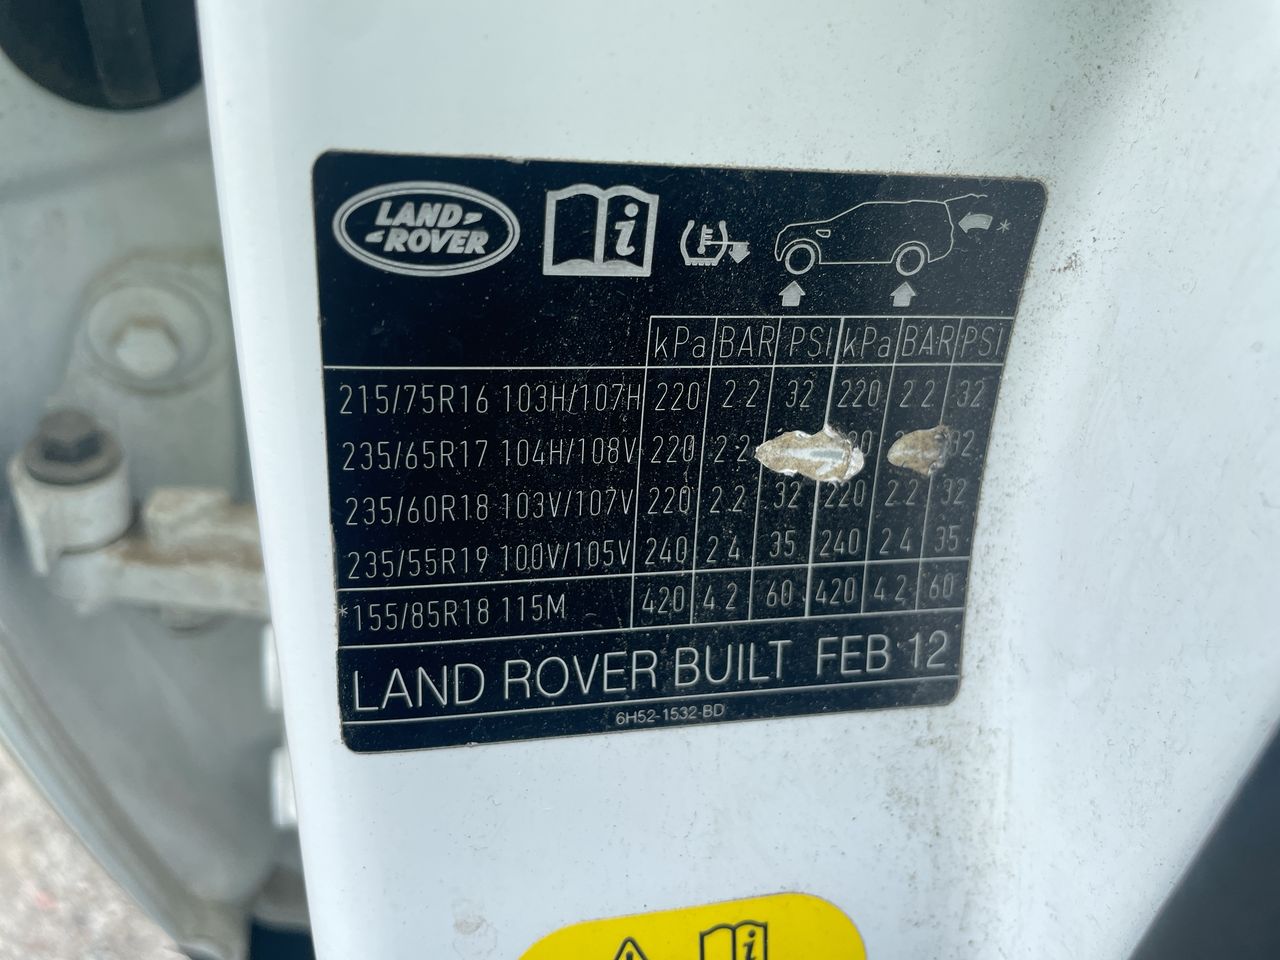 LAND
ROVER
i
*
kPa BAR PSI kPa BAR PSI
215/75R16 103H/107H 220 2.2 32 220 2.2 32
235/65R17 104H/108V 220 2.2
235/60R18 103V/107V 220 2.2 32 220 2.2 32
235/55R19 100V/105V 240 2.4 35 240 2.4 35
*155/85R18 115M 420 4.2 60 420 4.2 60
LAND ROVER BUILT FEB 12
6H52-1532-BD
i